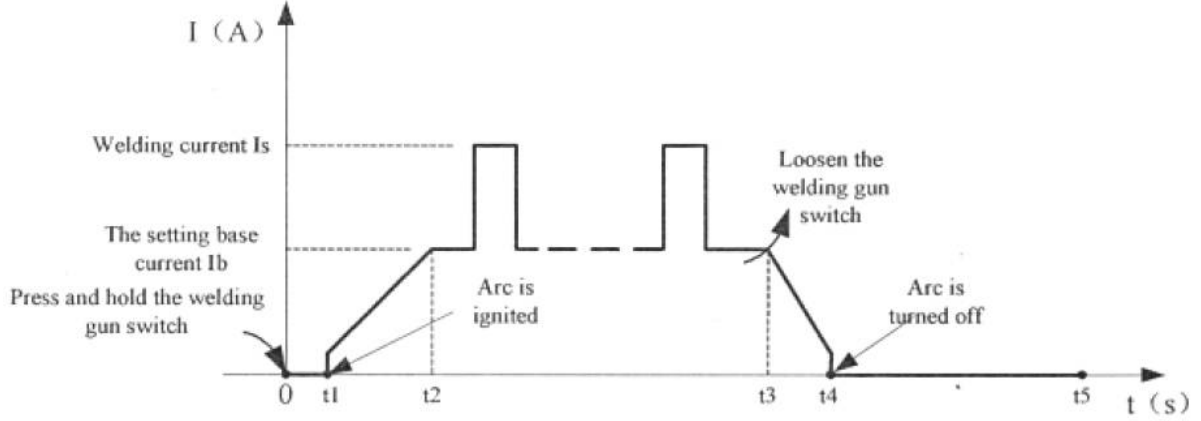 I（A）
Welding current Is
The setting base
current Ib
Press and hold the welding
gun switch
Arc is
ignited
Loosen the
welding gun
switch
Arc is
turned off
0
t1
t2
t3
t4
t5
t（s）